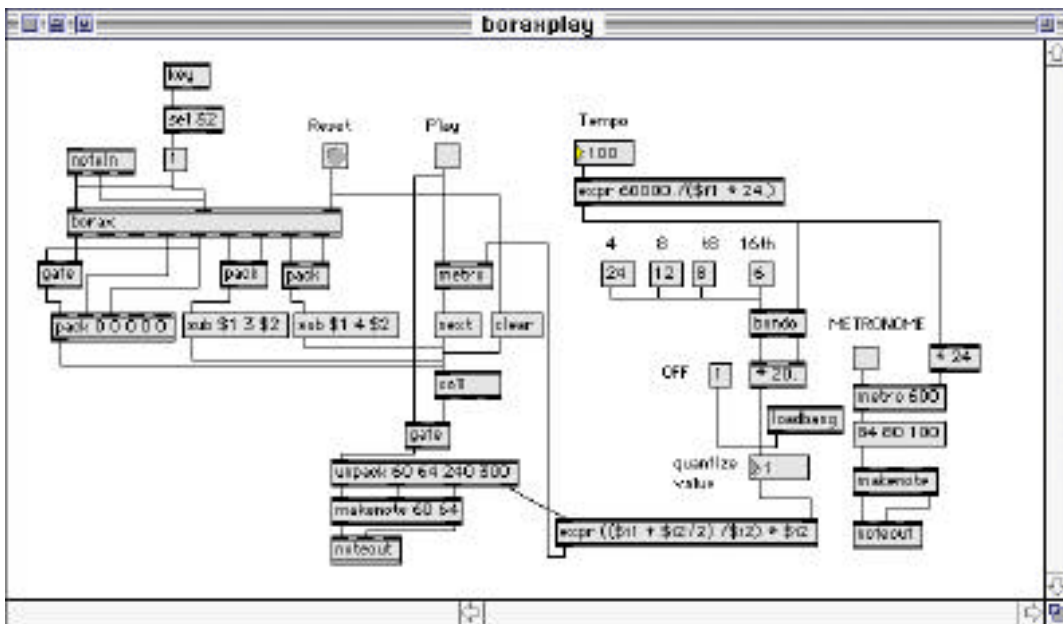 boraxplay
key
sel 32
Reset
Play
Tempo
notein
1
100
expr 60000./($f1 * 24.)
borax
4 8 t8 16th
gate
pack
pack
metro
24 12 8 6
pack 0 0 0 0 0
sub $1 3 $2
sub $1 4 $2
next
clear
bondo
METRONOME
* 24
OFF
1
* 20.
coll
metro 600
loadbang
84 80 100
gate
quantize
value
1
unpack 60 64 240 300
makenote
makenote 60 64
expr (($i1 + $i2/2) /$i2) * $i2
noteout
noteout